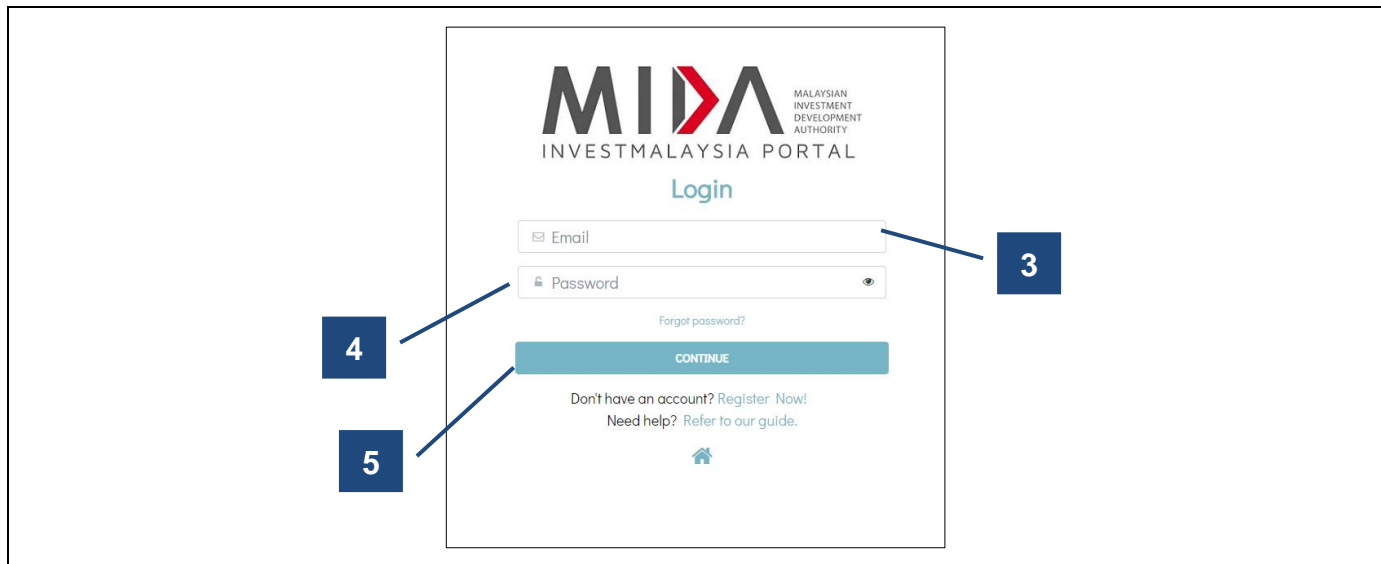 MIDA
MALAYSIAN
INVESTMENT
DEVELOPMENT
AUTHORITY
INVESTMALAYSIA PORTAL
Login
Email
3
Password
4
Forgot password?
CONTINUE
5
Don't have an account? Register Now!
Need help? Refer to our guide.